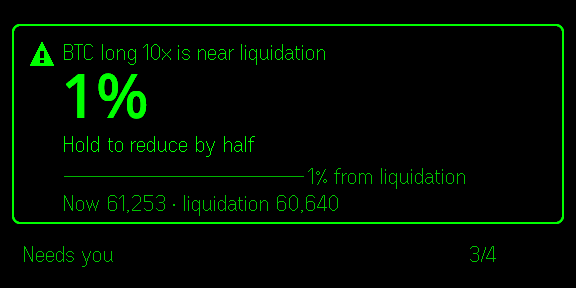 BTC long 10x is near liquidation
1%
Hold to reduce by half
1% from liquidation
Now 61,253 · liquidation 60,640
Needs you 3/4